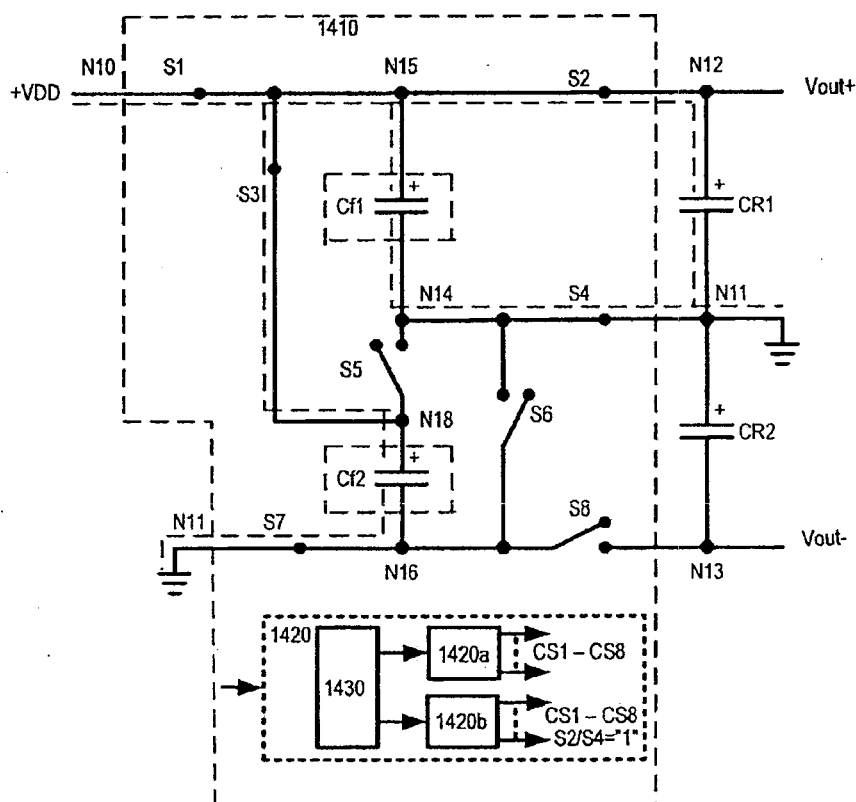 1410
N10 S1 N15 S2 N12
+VDD Vout+
S3 Cf1 + + CR1
N14 S4 N11
S5 N18 S6 + CR2
Cf2 +
N11 S7 S8
Vout-
N16 N13
1420 1430 1420a CS1 – CS8
1420b CS1 – CS8
S2/S4="1"